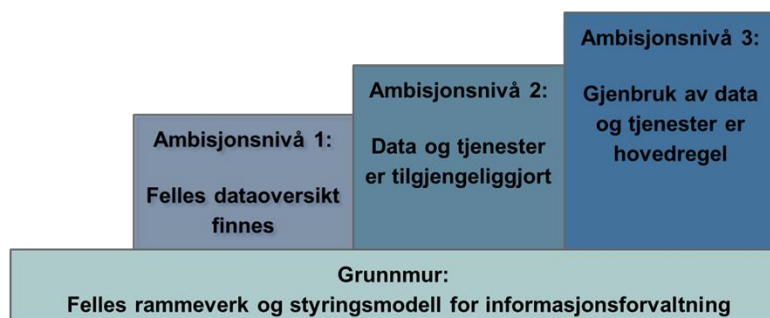 Ambisjonsnivå 1:
Felles dataoversikt
finnes
Ambisjonsnivå 2:
Data og tjenester
er tilgjengeliggjort
Ambisjonsnivå 3:
Gjenbruk av data
og tjenester er
hovedregel
Grunnmur:
Felles rammeverk og styringsmodell for informasjonsforvaltning